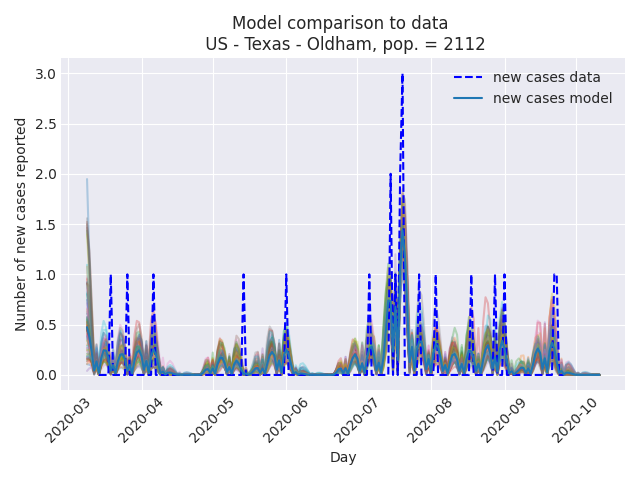 Model comparison to data
US - Texas - Oldham, pop. = 2112
new cases data
new cases model
Number of new cases reported
3.0
2.5
2.0
1.5
1.0
0.5
0.0
2020-03
2020-04
2020-05
2020-06
2020-07
2020-08
2020-09
2020-10
Day